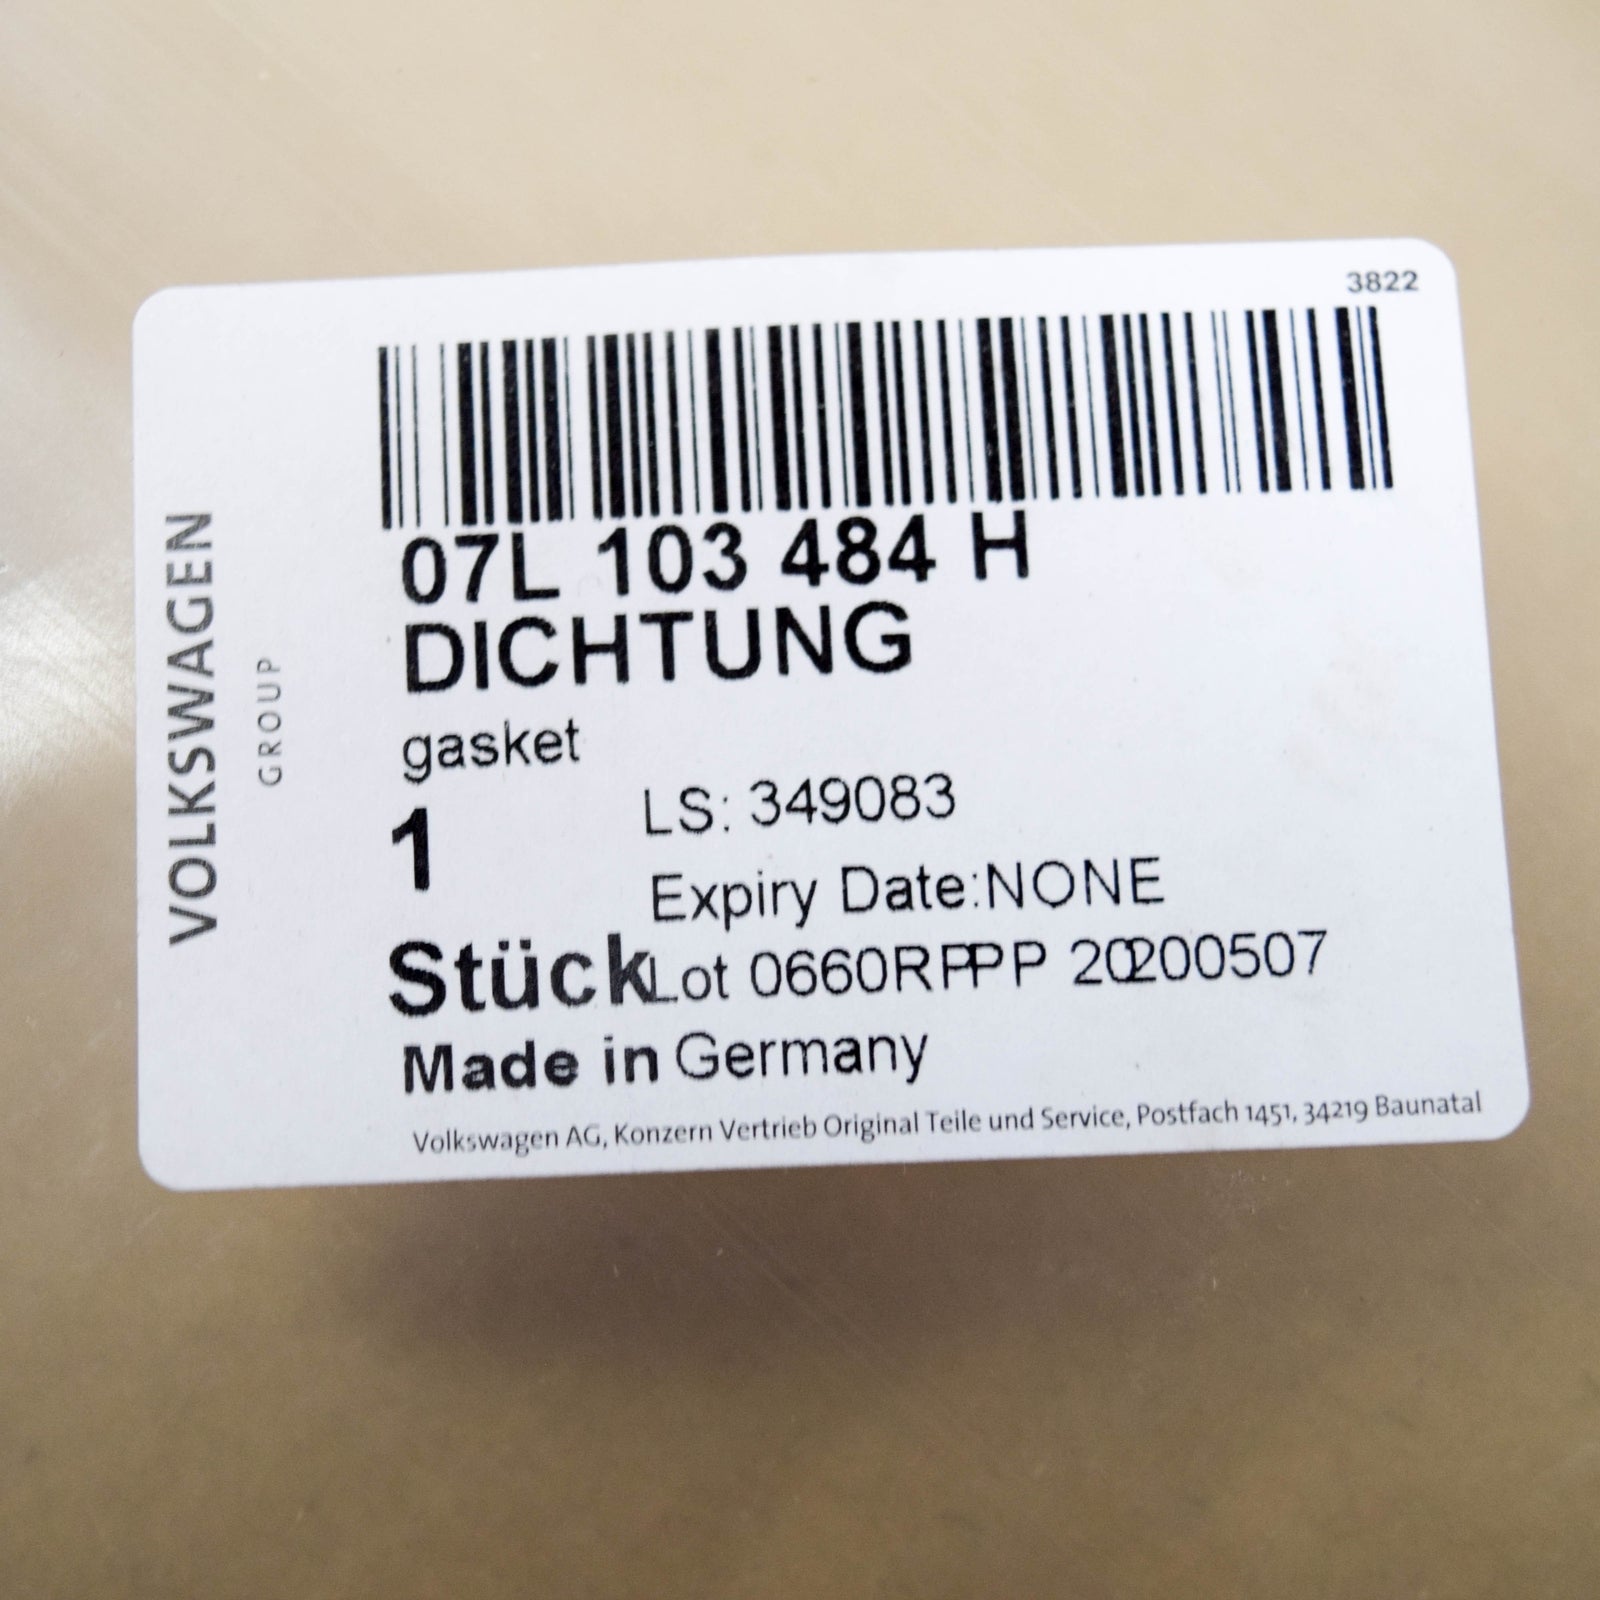 3822
VOLKSWAGEN
GROUP
07L 103 484 H
DICHTUNG
gasket
1
LS: 349083
Expiry Date:NONE
Stück
Lot 0660RPPP 20200507
Made in Germany
Volkswagen AG, Konzern Vertrieb Original Teile und Service, Postfach 1451, 34219 Baunatal